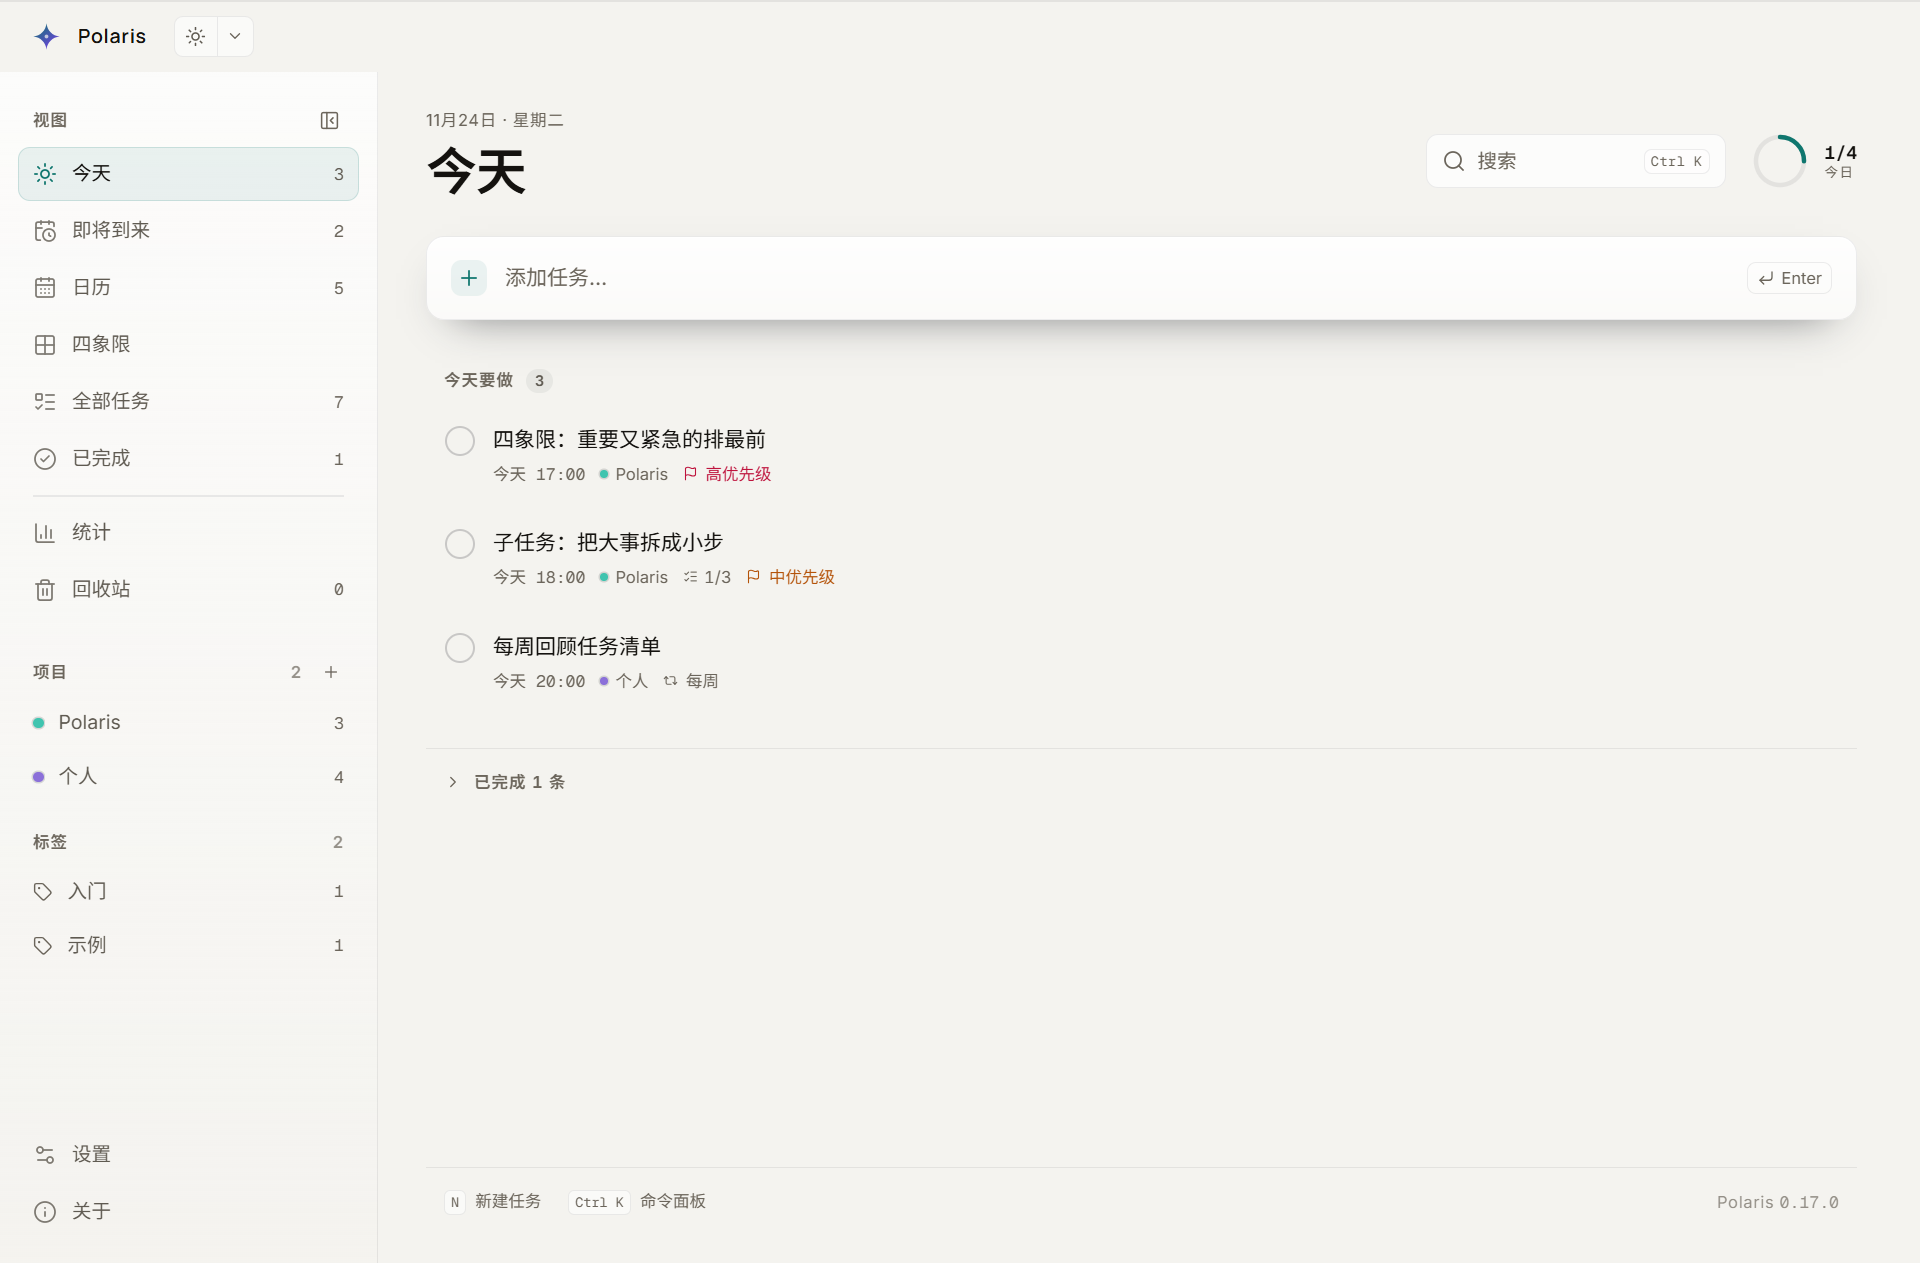 Polaris
视图
今天 3
即将到来 2
日历 5
四象限
全部任务 7
已完成 1
统计
回收站 0
项目 2
Polaris 3
个人 4
标签 2
入门 1
示例 1
设置
关于
11月24日 · 星期二
今天
搜索 Ctrl K
1/4
今日
添加任务...
Enter
今天要做 3
四象限：重要又紧急的排最前
今天 17:00 Polaris 高优先级
子任务：把大事拆成小步
今天 18:00 Polaris 1/3 中优先级
每周回顾任务清单
今天 20:00 个人 每周
已完成 1 条
N 新建任务 Ctrl K 命令面板
Polaris 0.17.0